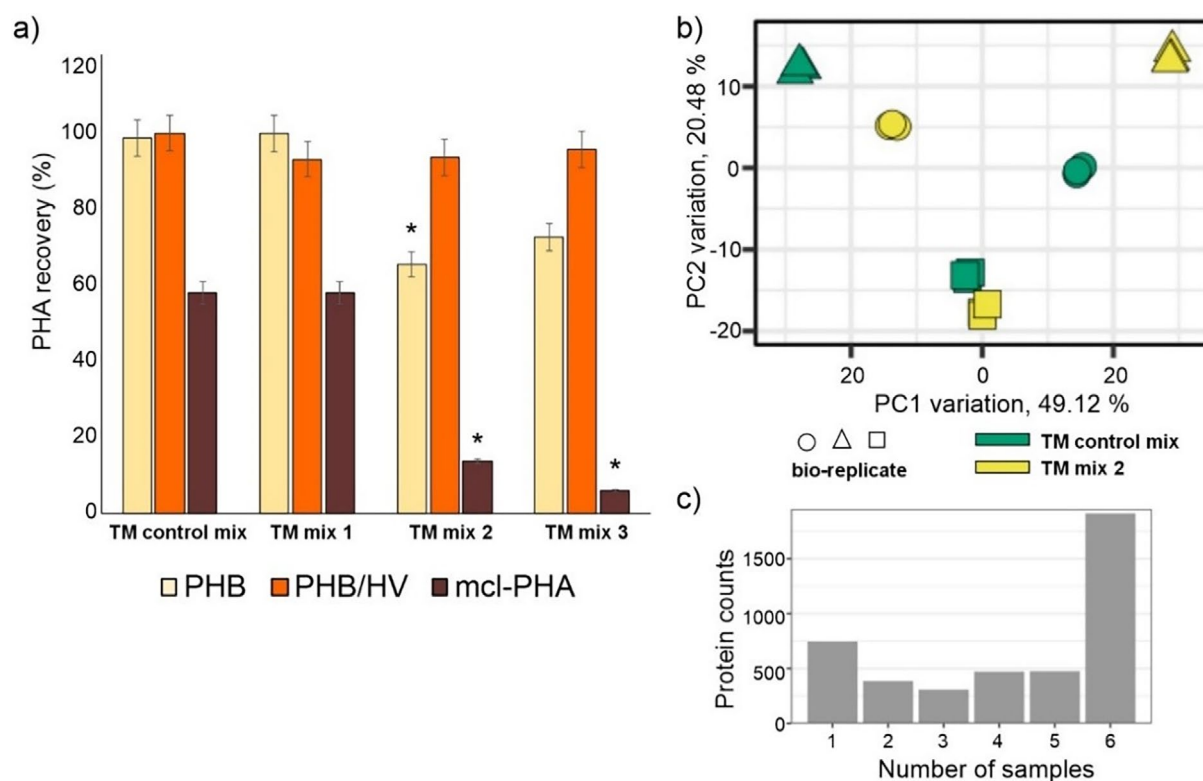 a)
120
100
80
60
40
20
0
PHA recovery (%)
*
*
*
TM control mix TM mix 1 TM mix 2 TM mix 3
PHB PHB/HV mcl-PHA
b)
PC2 variation, 20.48 %
10
0
-10
-20
20 0 20
PC1 variation, 49.12 %
bio-replicate
TM control mix
TM mix 2
c)
Protein counts
1500
1000
500
0
1 2 3 4 5 6
Number of samples